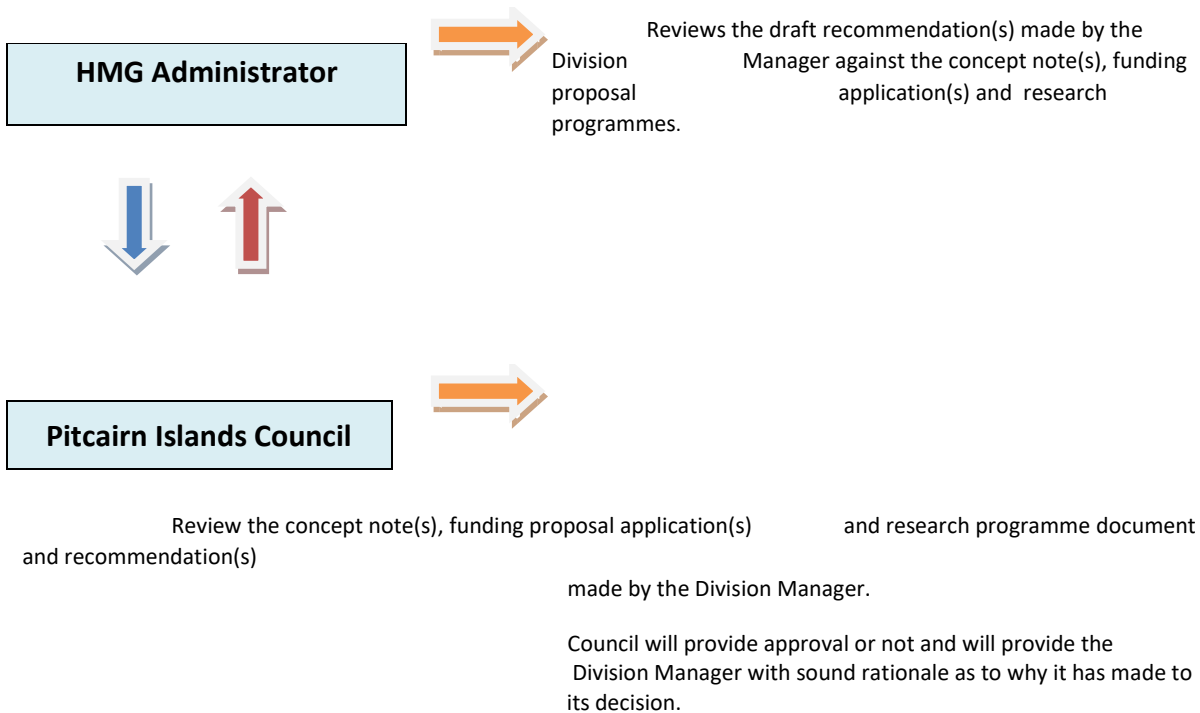 HMG Administrator
Reviews the draft recommendation(s) made by the
Division Manager against the concept note(s), funding
proposal application(s) and research
programmes.
Pitcairn Islands Council
Review the concept note(s), funding proposal application(s) and research programme document
and recommendation(s)
made by the Division Manager.
Council will provide approval or not and will provide the
Division Manager with sound rationale as to why it has made to
its decision.